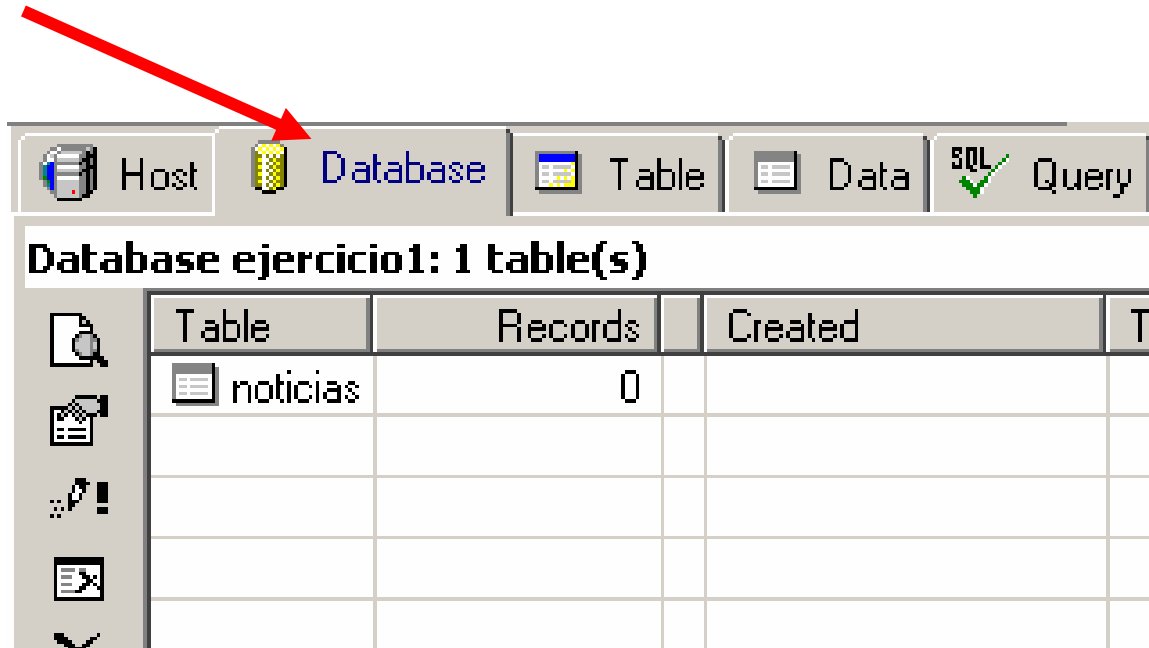 Host Database Table Data SQL Query
Database ejercicio1: 1 table(s)
Table Records Created T
noticias 0